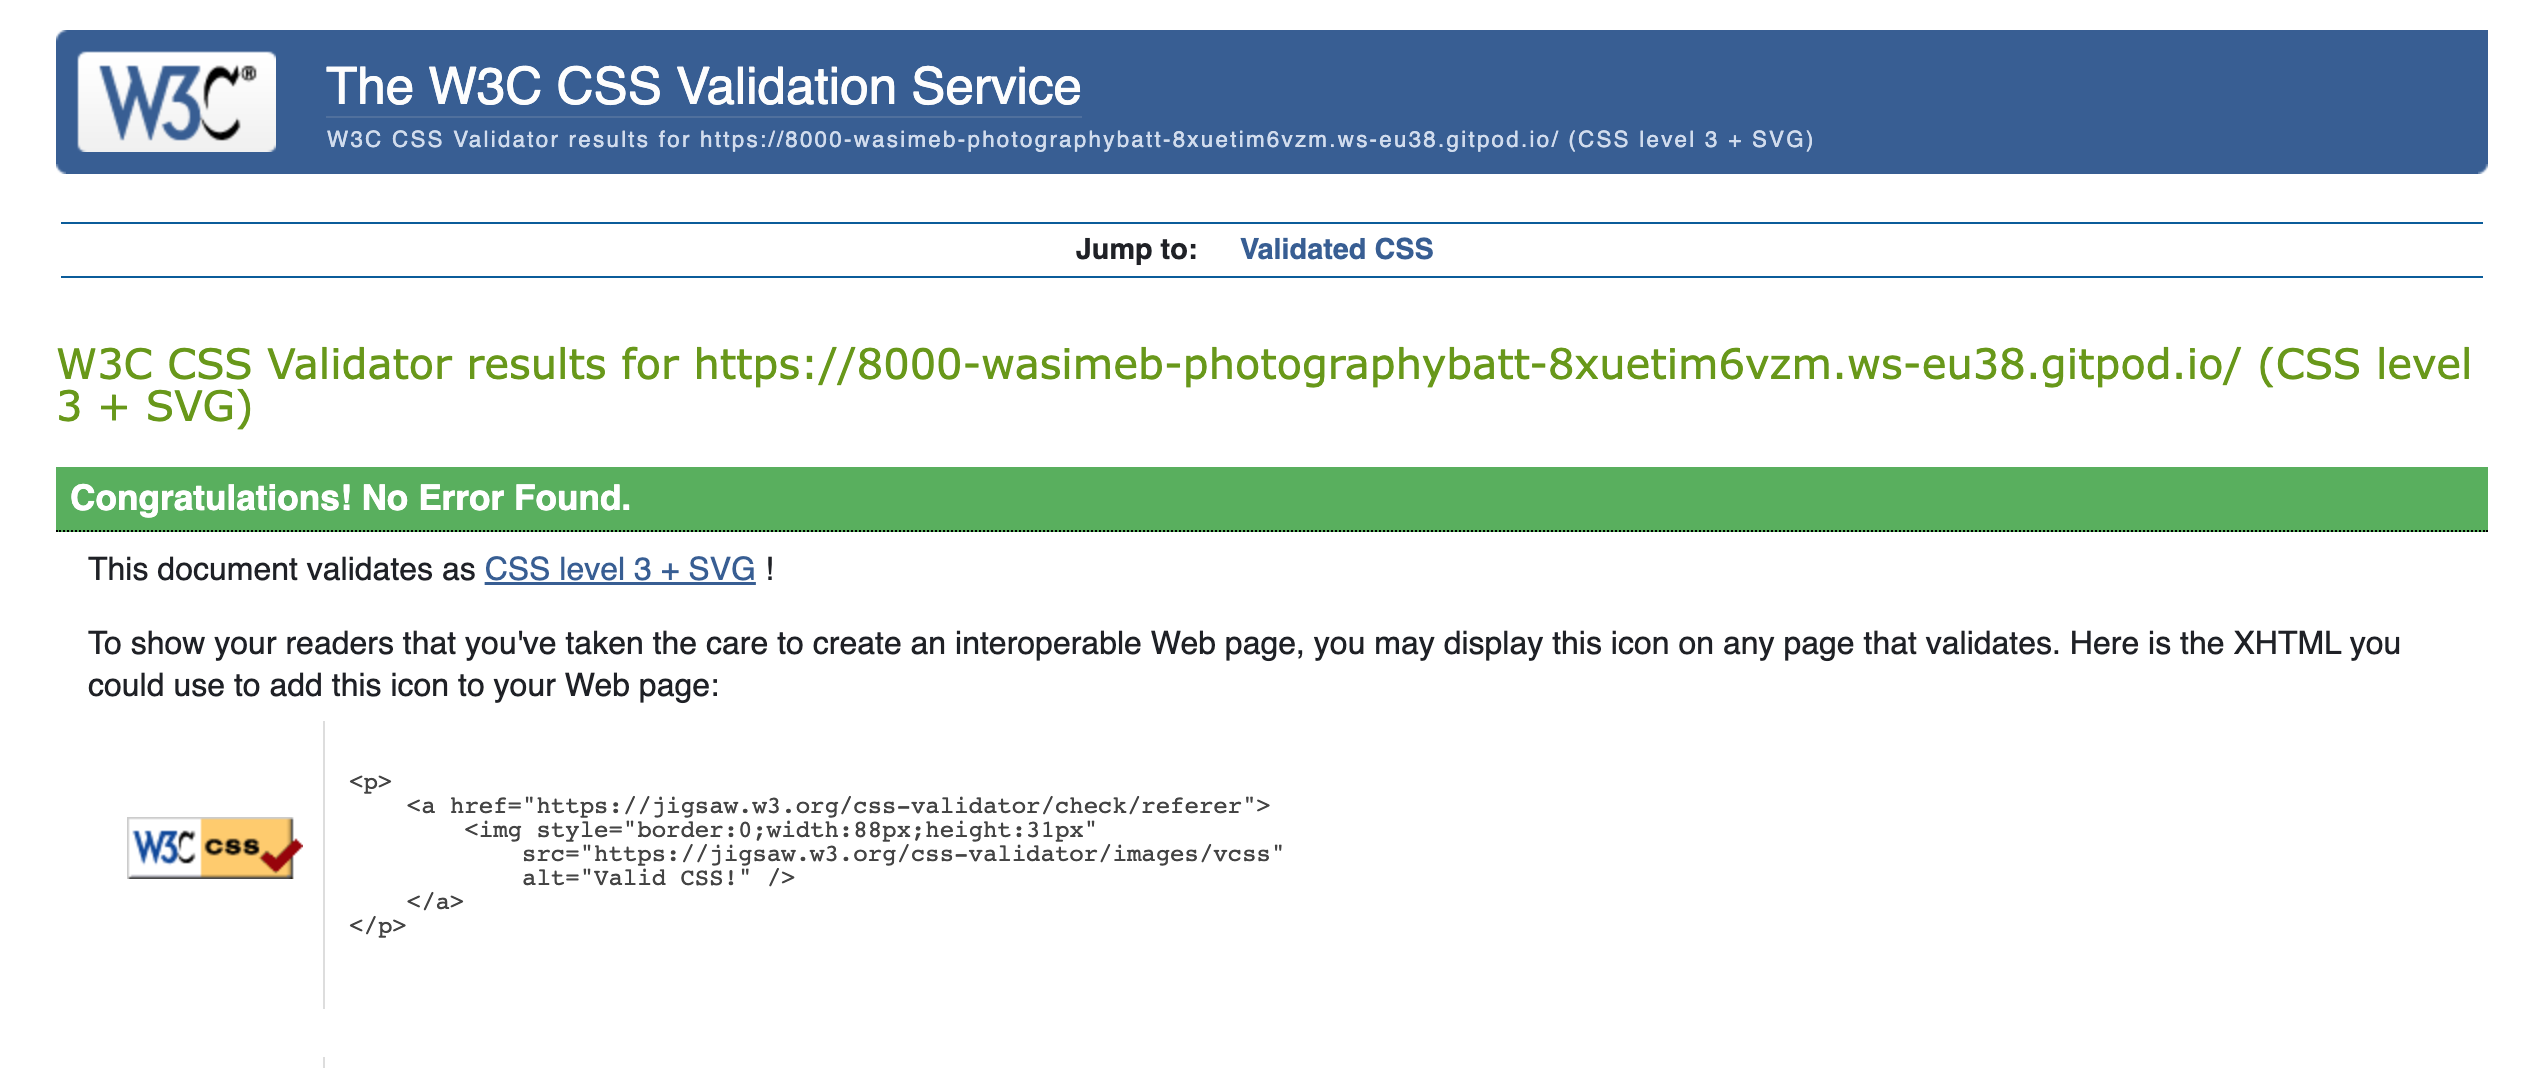 W3C®
The W3C CSS Validation Service
W3C CSS Validator results for https://8000-wasimeb-photographybatt-8xuetim6vzm.ws-eu38.gitpod.io/ (CSS level 3 + SVG)
Jump to: Validated CSS
W3C CSS Validator results for https://8000-wasimeb-photographybatt-8xuetim6vzm.ws-eu38.gitpod.io/ (CSS level
3 + SVG)
Congratulations! No Error Found.
This document validates as CSS level 3 + SVG !
To show your readers that you've taken the care to create an interoperable Web page, you may display this icon on any page that validates. Here is the XHTML you
could use to add this icon to your Web page:
W3C css
<p>
    <a href="https://jigsaw.w3.org/css-validator/check/referer">
        <img style="border:0;width:88px;height:31px"
            src="https://jigsaw.w3.org/css-validator/images/vcss"
            alt="Valid CSS!" />
    </a>
</p>